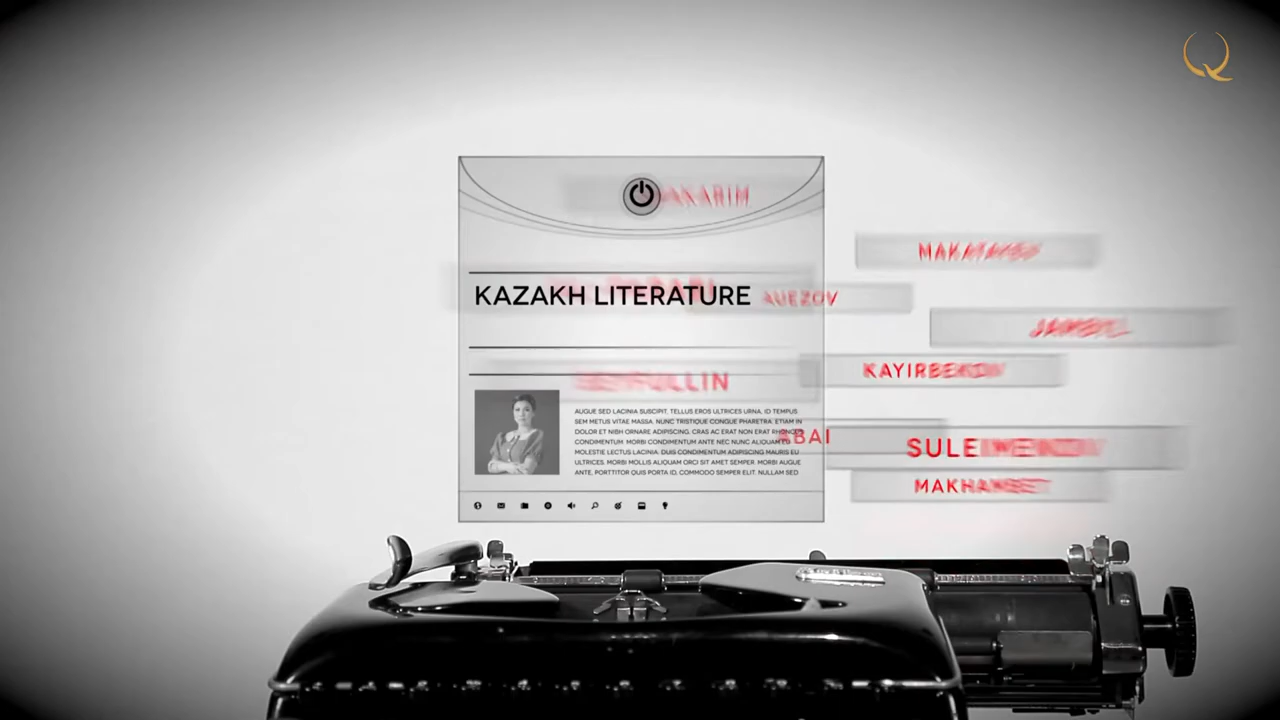 KAZAKH LITERATURE
AUEZOV
KAYIRBEKOV
ABAI
MAKHAMBET
AUGUE SED LACINIA SUSCIPIT, TELLUS EROS ULTRICES URNA, ID TEMPUS
SEM METUS VITAE MASSA. NUNC TRISTIQUE CONGUE PHARETRA. ETIAM IN
DOLOR ET NIBH ORNARE ADIPISCING. CRAS AC ERAT NON ERAT RHONCUS
CONDIMENTUM. MORBI CONDIMENTUM ANTE NEC NUNC ALIQUAM EU
MOLESTIE LECTUS LACINIA. DUIS CONDIMENTUM ADIPISCING MAURIS EU
ULTRICES. MORBI MOLLIS ALIQUAM ORCI SIT AMET SEMPER. MORBI AUGUE
ANTE, PORTTITOR QUIS PORTA ID, COMMODO SEMPER ELIT. NULLAM SED